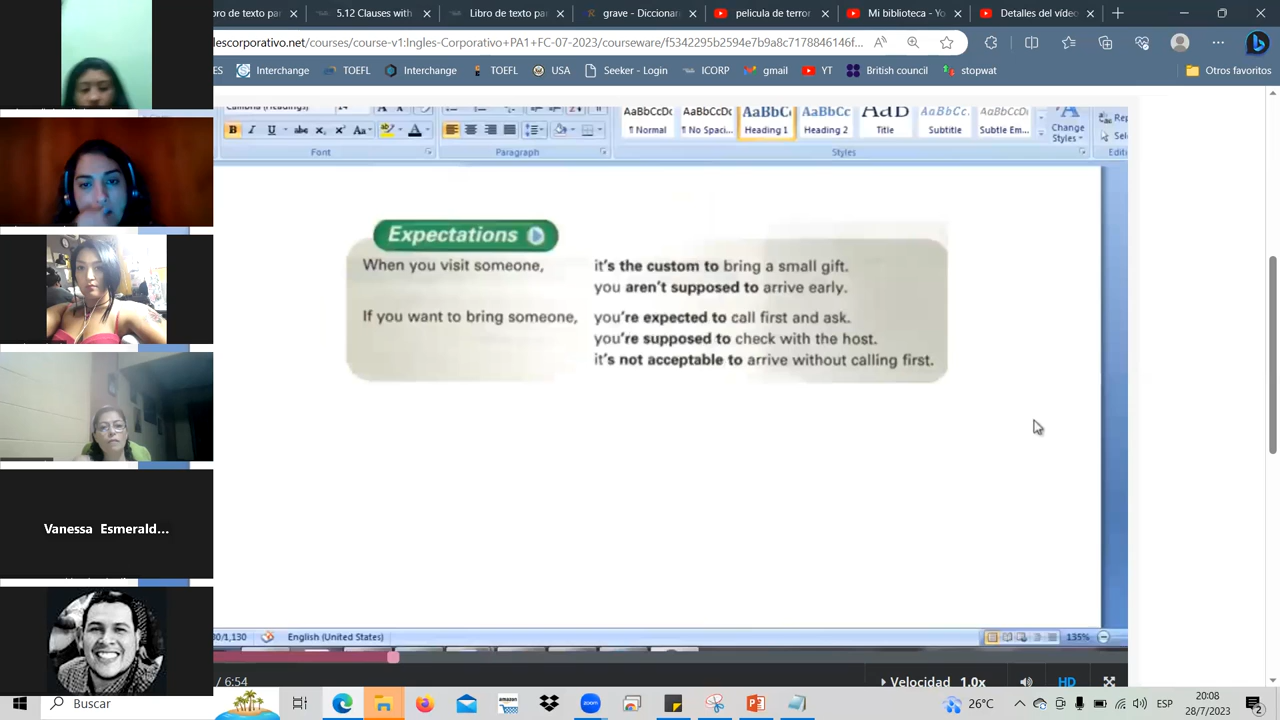 5.12 Clauses with
Libro de texto par
grave - Diccionar
pelicula de terror
Mi biblioteca - Yo
Detalles del vídeo
lescorporativo.net/courses/course-v1:Ingles-Corporativo+PA1+FC-07-2023/courseware/f5342295b2594e7b9a8c7178846146f...
ES
Interchange
TOEFL
Interchange
TOEFL
USA
Seeker - Login
ICORP
gmail
YT
British council
stopwat
Otros favoritos
AaBbCcDc
AaBbCcDc
AaBbC
AaBbCc
AaB
AaBbCc.
AaBbCcDc
¶ Normal
¶ No Spaci...
Heading 1
Heading 2
Title
Subtitle
Subtle Em...
Change
Styles
Font
Paragraph
Styles
Expectations
When you visit someone,
it's the custom to bring a small gift.
you aren't supposed to arrive early.
If you want to bring someone,
you're expected to call first and ask.
you're supposed to check with the host.
it's not acceptable to arrive without calling first.
Vanessa Esmerald...
English (United States)
135%
/ 6:54
Velocidad 1.0x
HD
Buscar
26°C
ESP
20:08
28/7/2023
2